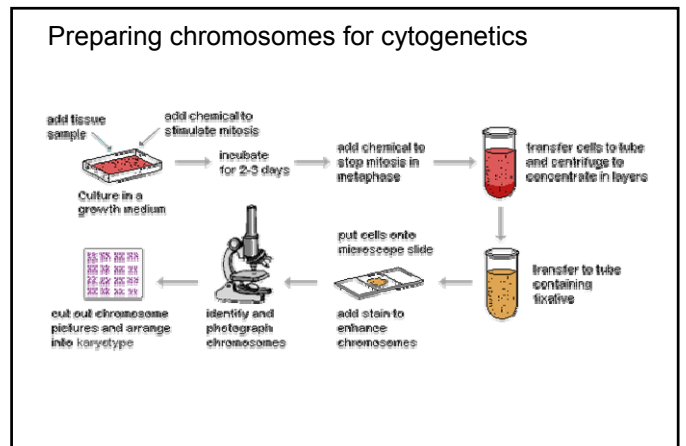 Preparing chromosomes for cytogenetics
add tissue
sample
add chemical to
stimulate mitosis
Culture in a
growth medium
incubate
for 2-3 days
add chemical to
stop mitosis in
metaphase
transfer cells to tube
and centrifuge to
concentrate in layers
transfer to tube
containing
fixative
put cells onto
microscope slide
add stain to
enhance
chromosomes
identify and
photograph
chromosomes
cut out chromosome
pictures and arrange
into karyotype